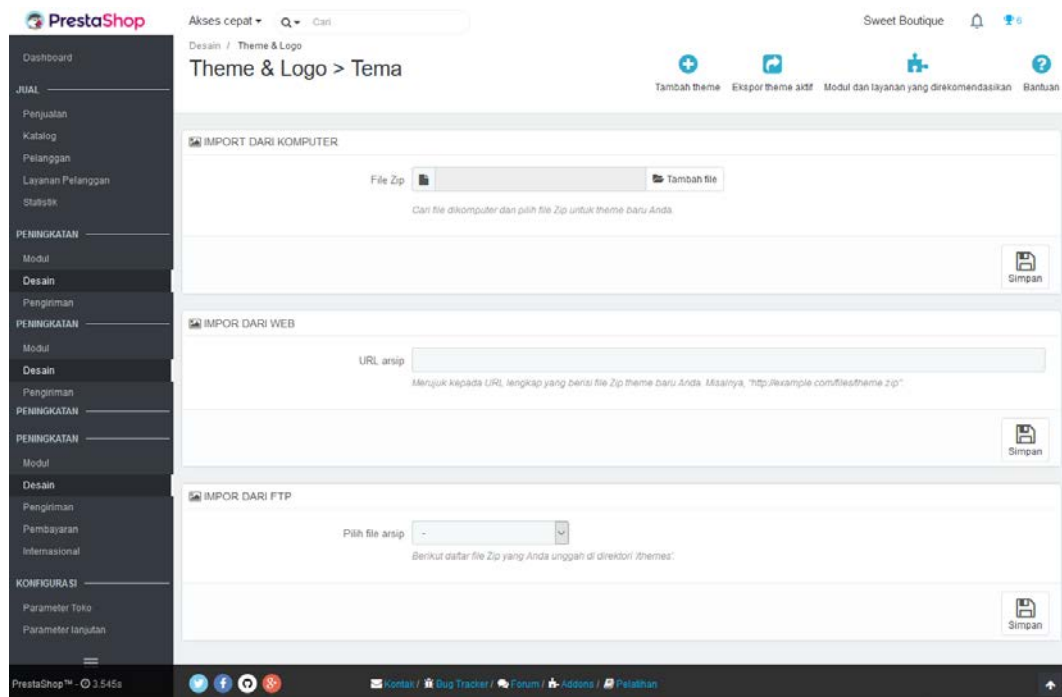 PrestaShop
Akses cepat
Cari
Sweet Boutique
6
Desain / Theme & Logo
Theme & Logo > Tema
Tambah theme
Ekspor theme aktif
Modul dan layanan yang direkomendasikan
Bantuan
Dashboard
JUAL
Penjualan
Katalog
Pelanggan
Layanan Pelanggan
Statistik
PENINGKATAN
Modul
Desain
Pengiriman
PENINGKATAN
Modul
Desain
Pengiriman
PENINGKATAN
PENINGKATAN
Modul
Desain
Pengiriman
Pembayaran
Internasional
KONFIGURASI
Parameter Toko
Parameter lanjutan
IMPORT DARI KOMPUTER
File Zip
Tambah file
Cari file dikomputer dan pilih file Zip untuk theme baru Anda.
Simpan
IMPOR DARI WEB
URL arsip
Merujuk kepada URL lengkap yang berisi file Zip theme baru Anda. Misalnya, "http://example.com/files/theme.zip".
Simpan
IMPOR DARI FTP
Pilih file arsip
-
Berikut daftar file Zip yang Anda unggah di direktori '/themes'.
Simpan
PrestaShop™ - 3.545s
Kontak / Bug Tracker / Forum / Addons / Pelatihan